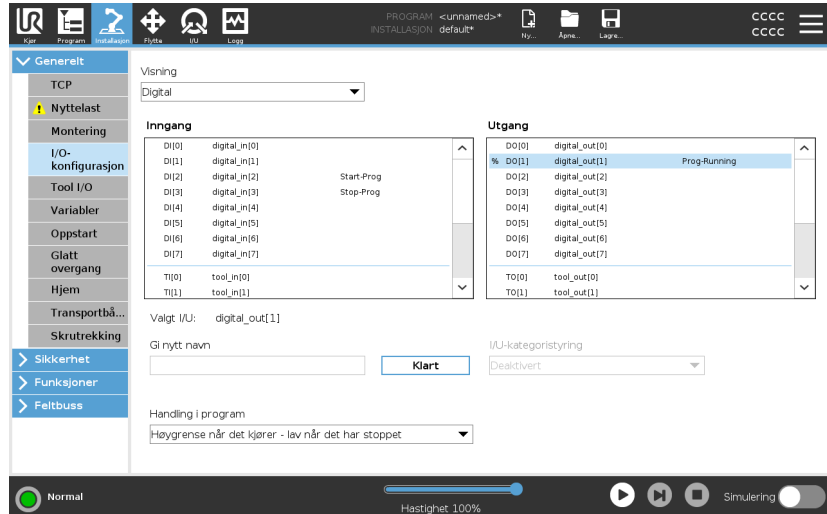 UR
PROGRAM <unnamed>*
INSTALLASJON default*
CCCC
CCCC
Kjør Program Installasjon Flytte I/U Logg
Ny... Åpne... Lagre...
Generelt
TCP
Nyttelast
Montering
I/O-
konfigurasjon
Tool I/O
Variabler
Oppstart
Glatt
overgang
Hjem
Transportbå...
Skrutrekking
Sikkerhet
Funksjoner
Feltbuss
Visning
Digital
Inngang
DI[0] digital_in[0]
DI[1] digital_in[1]
DI[2] digital_in[2] Start-Prog
DI[3] digital_in[3] Stop-Prog
DI[4] digital_in[4]
DI[5] digital_in[5]
DI[6] digital_in[6]
DI[7] digital_in[7]
TI[0] tool_in[0]
TI[1] tool_in[1]
Utgang
DO[0] digital_out[0]
% DO[1] digital_out[1] Prog-Running
DO[2] digital_out[2]
DO[3] digital_out[3]
DO[4] digital_out[4]
DO[5] digital_out[5]
DO[6] digital_out[6]
DO[7] digital_out[7]
TO[0] tool_out[0]
TO[1] tool_out[1]
Valgt I/U: digital_out[1]
Gi nytt navn
Klart
I/U-kategoristyring
Deaktivert
Handling i program
Høygrense når det kjører - lav når det har stoppet
Normal
Hastighet 100%
Simulering